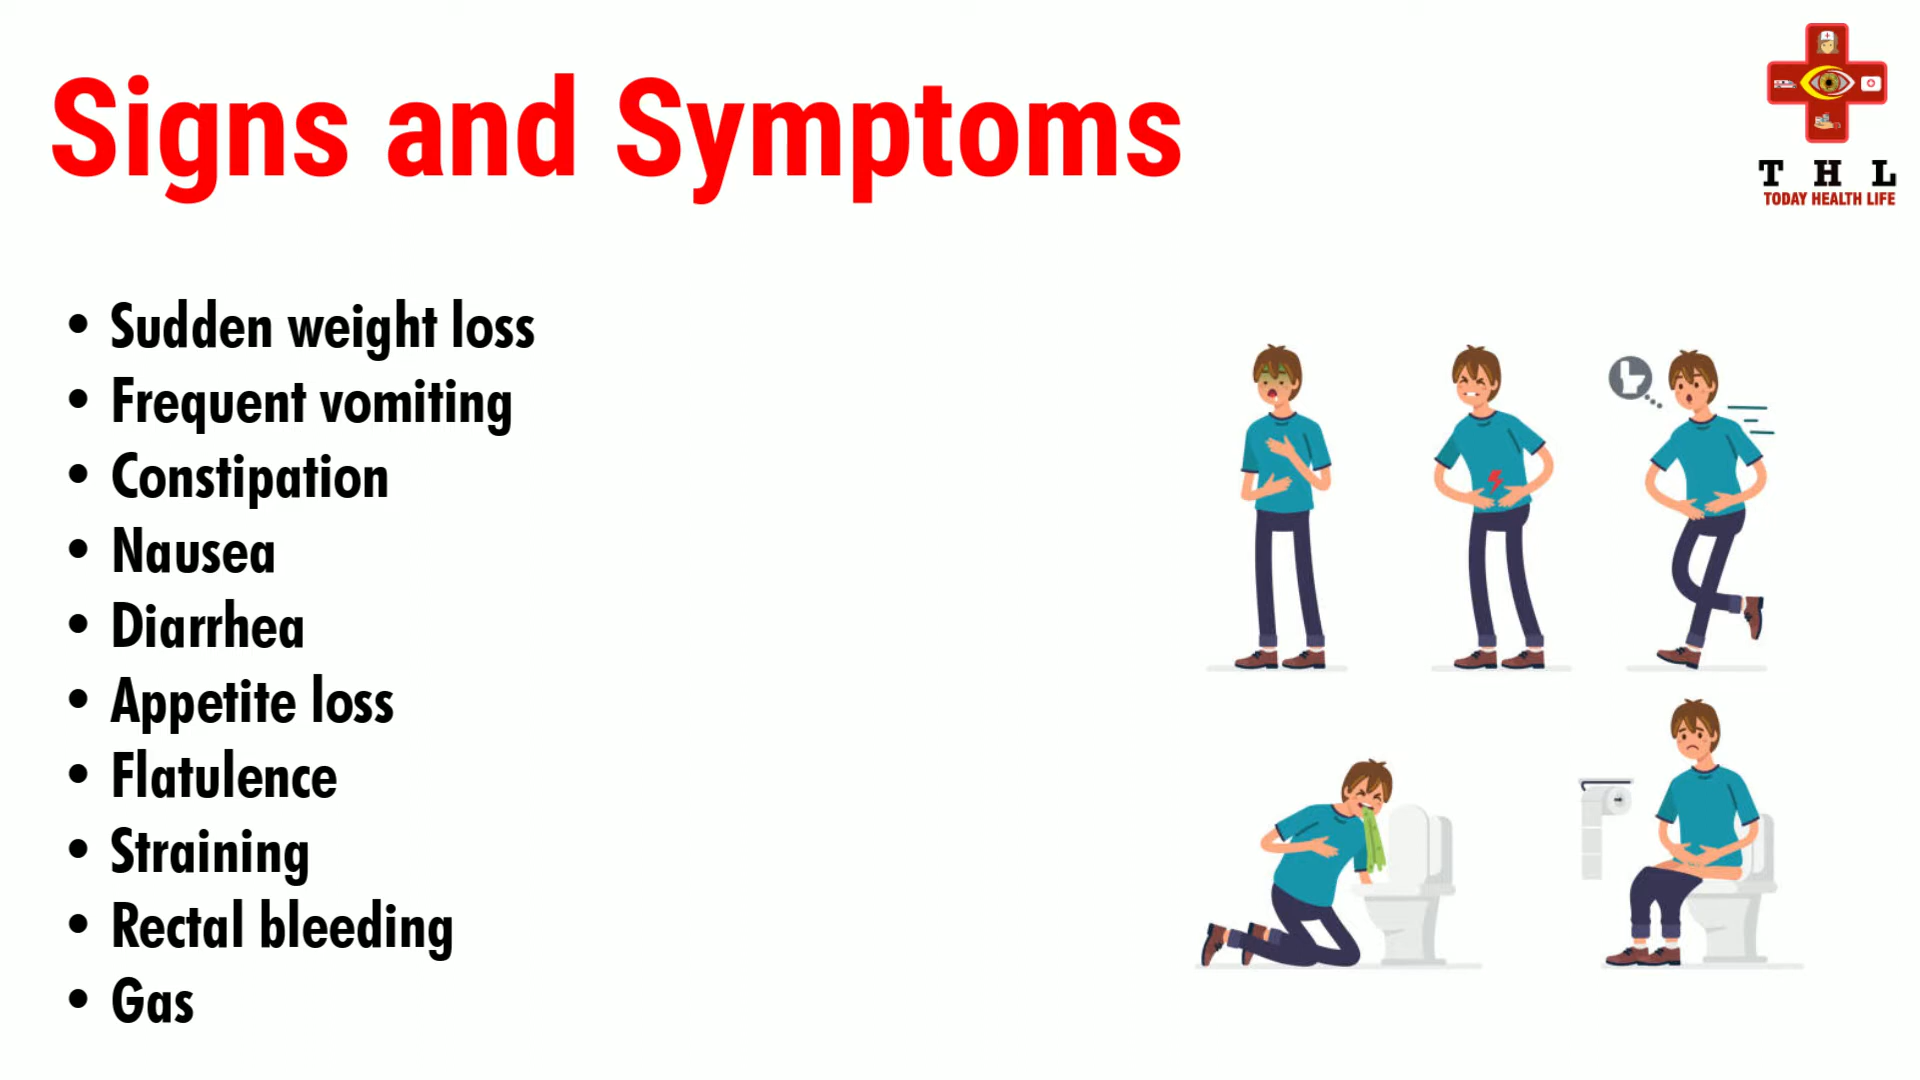 Signs and Symptoms
T H L
TODAY HEALTH LIFE
• Sudden weight loss
• Frequent vomiting
• Constipation
• Nausea
• Diarrhea
• Appetite loss
• Flatulence
• Straining
• Rectal bleeding
• Gas